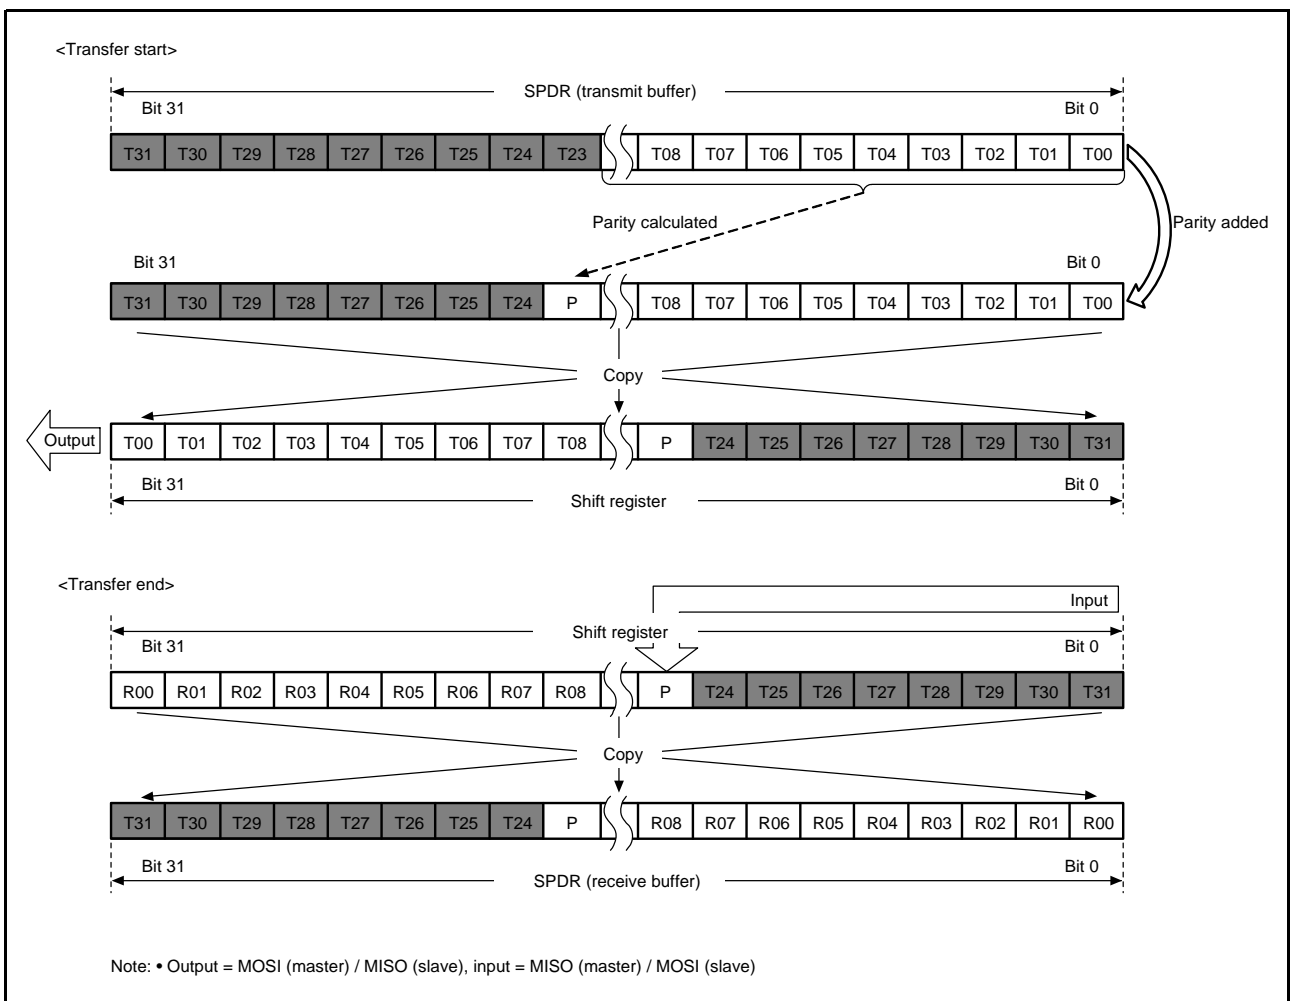 <Transfer start>
SPDR (transmit buffer)
Bit 31 Bit 0
T31 T30 T29 T28 T27 T26 T25 T24 T23 T08 T07 T06 T05 T04 T03 T02 T01 T00
Parity calculated Parity added
Bit 31 Bit 0
T31 T30 T29 T28 T27 T26 T25 T24 P T08 T07 T06 T05 T04 T03 T02 T01 T00
Copy
Output T00 T01 T02 T03 T04 T05 T06 T07 T08 P T24 T25 T26 T27 T28 T29 T30 T31
Bit 31 Bit 0
Shift register
<Transfer end>
Input
Shift register
Bit 31 Bit 0
R00 R01 R02 R03 R04 R05 R06 R07 R08 P T24 T25 T26 T27 T28 T29 T30 T31
Copy
T31 T30 T29 T28 T27 T26 T25 T24 P R08 R07 R06 R05 R04 R03 R02 R01 R00
Bit 31 Bit 0
SPDR (receive buffer)
Note: • Output = MOSI (master) / MISO (slave), input = MISO (master) / MOSI (slave)